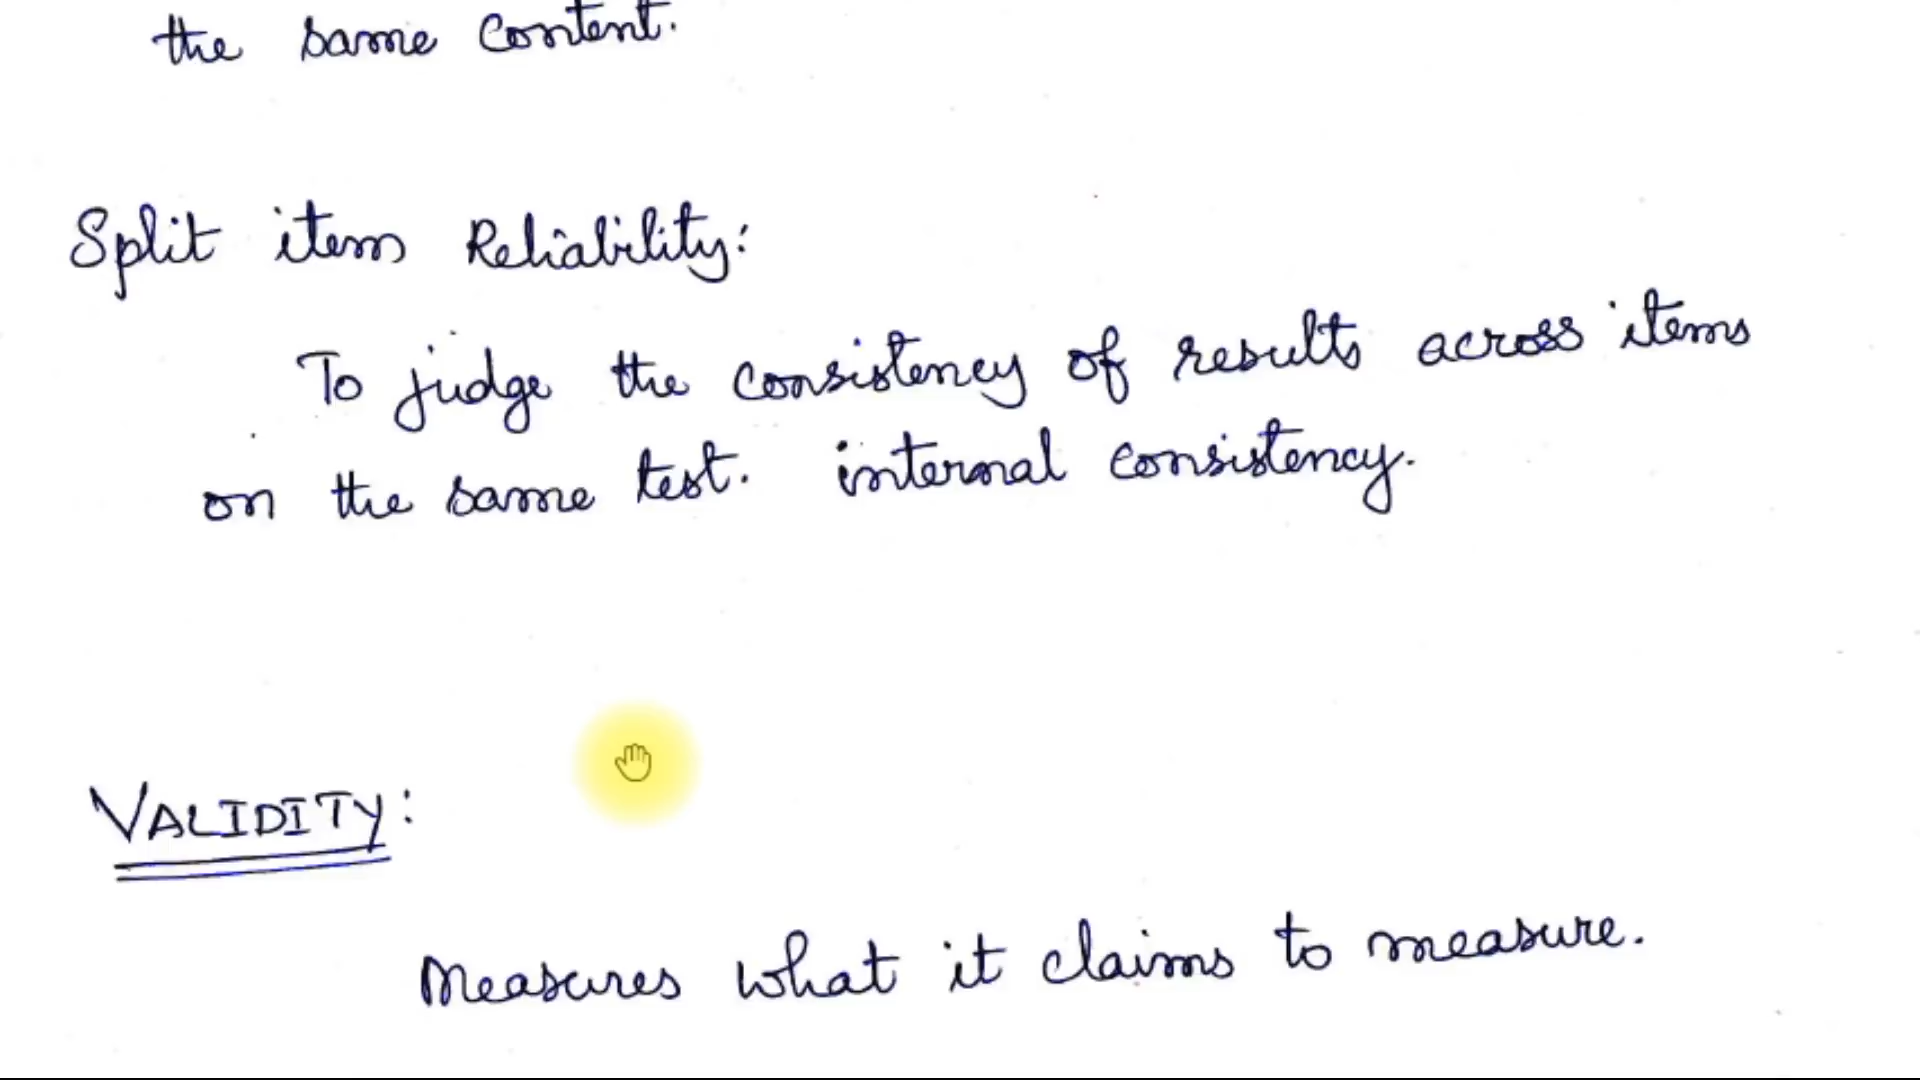 the same content.
Split item Reliability:
To judge the consistency of results across items
on the same test. internal consistency.
VALIDITY:
Measures what it claims to measure.